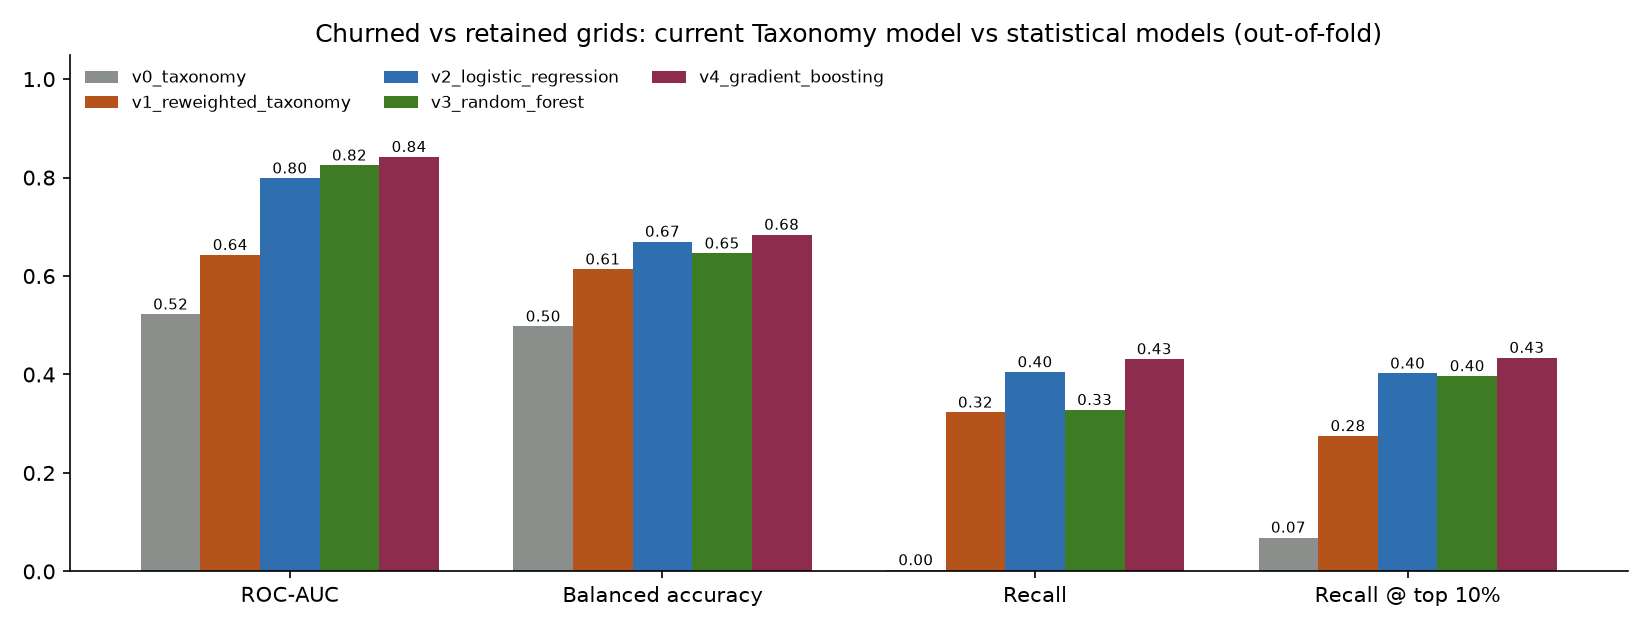 Churned vs retained grids: current Taxonomy model vs statistical models (out-of-fold)
v0_taxonomy
v1_reweighted_taxonomy
v2_logistic_regression
v3_random_forest
v4_gradient_boosting
1.0
0.8
0.6
0.4
0.2
0.0
0.52
0.64
0.80
0.82
0.84
0.50
0.61
0.67
0.65
0.68
0.00
0.32
0.40
0.33
0.43
0.07
0.28
0.40
0.40
0.43
ROC-AUC
Balanced accuracy
Recall
Recall @ top 10%